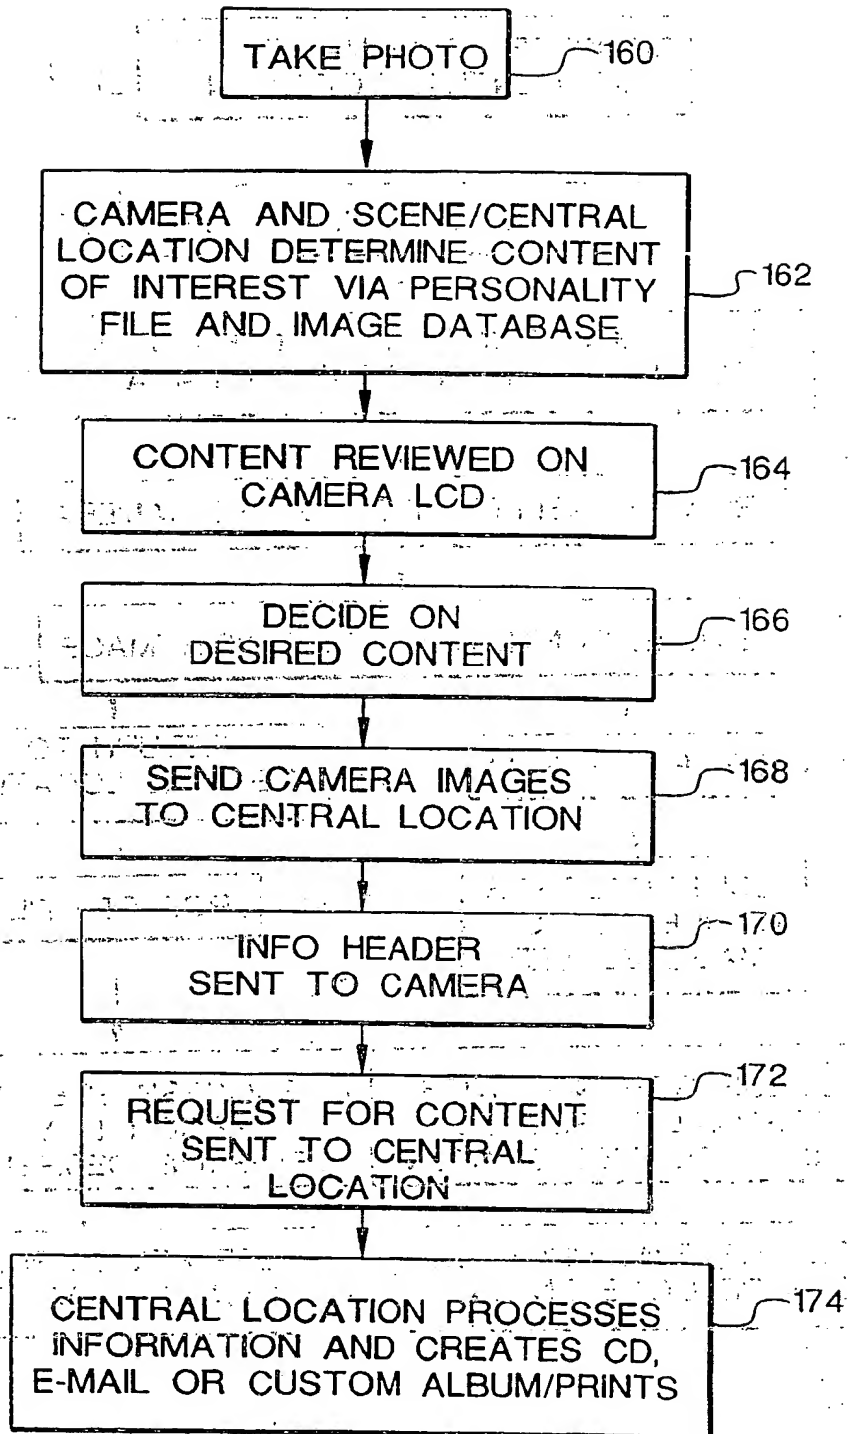 TAKE PHOTO
160
CAMERA AND SCENE/CENTRAL
LOCATION DETERMINE CONTENT
OF INTEREST VIA PERSONALITY
FILE AND IMAGE DATABASE
162
CONTENT REVIEWED ON
CAMERA LCD
164
DECIDE ON
DESIRED CONTENT
166
SEND CAMERA IMAGES
TO CENTRAL LOCATION
168
INFO HEADER
SENT TO CAMERA
170
REQUEST FOR CONTENT
SENT TO CENTRAL
LOCATION
172
CENTRAL LOCATION PROCESSES
INFORMATION AND CREATES CD,
E-MAIL OR CUSTOM ALBUM/PRINTS
174